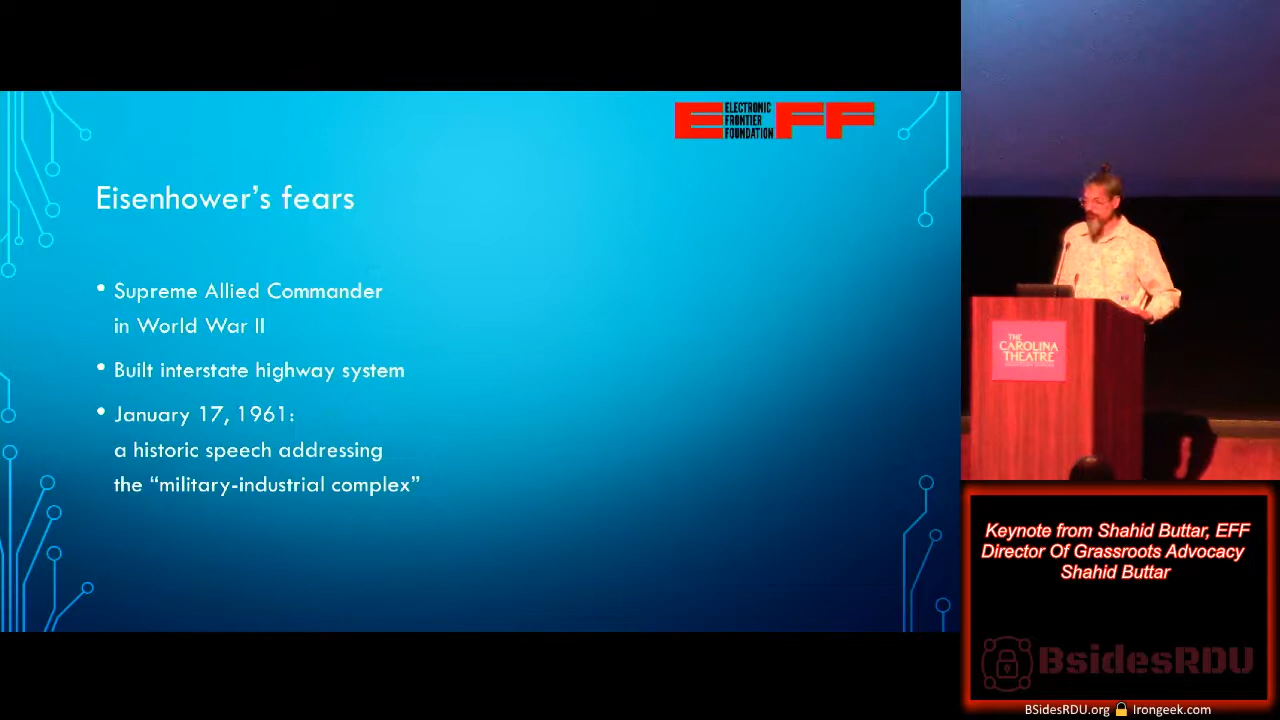 ELECTRONIC
FRONTIER
FOUNDATION
EFF
Eisenhower's fears
• Supreme Allied Commander
in World War II
• Built interstate highway system
• January 17, 1961:
a historic speech addressing
the “military-industrial complex”
THE
CAROLINA
THEATRE
Keynote from Shahid Buttar, EFF
Director Of Grassroots Advocacy
Shahid Buttar
BsidesRDU
BSidesRDU.org Irongeek.com